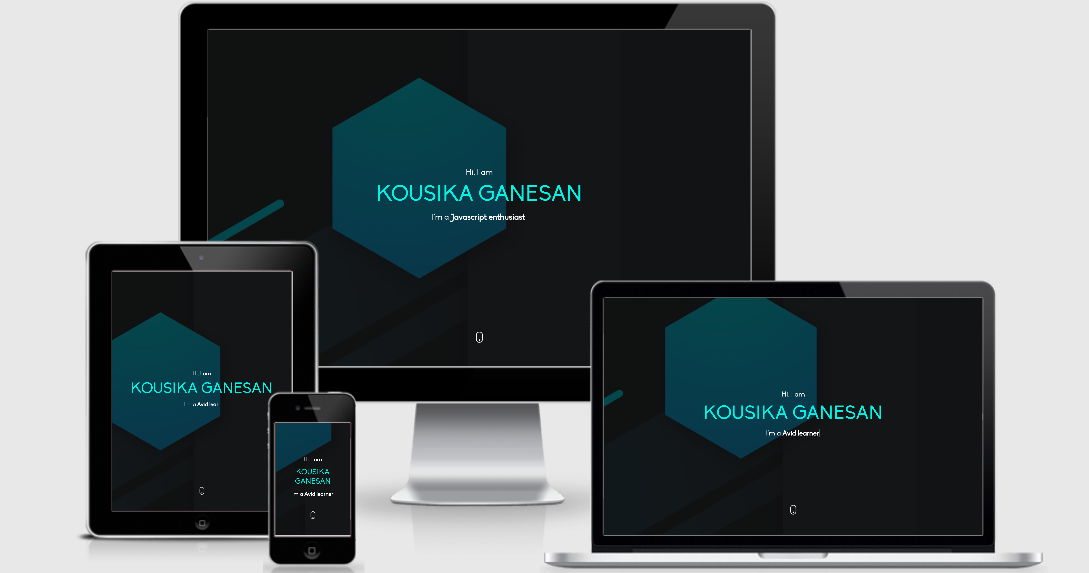 Hi, I am
KOUSIKA GANESAN
I'm a Javascript enthusiast
Hi, I am
KOUSIKA GANESAN
I'm a Avid lear
Hi, I am
KOUSIKA
GANESAN
I'm a Avid learner
Hi, I am
KOUSIKA GANESAN
I'm a Avid learner